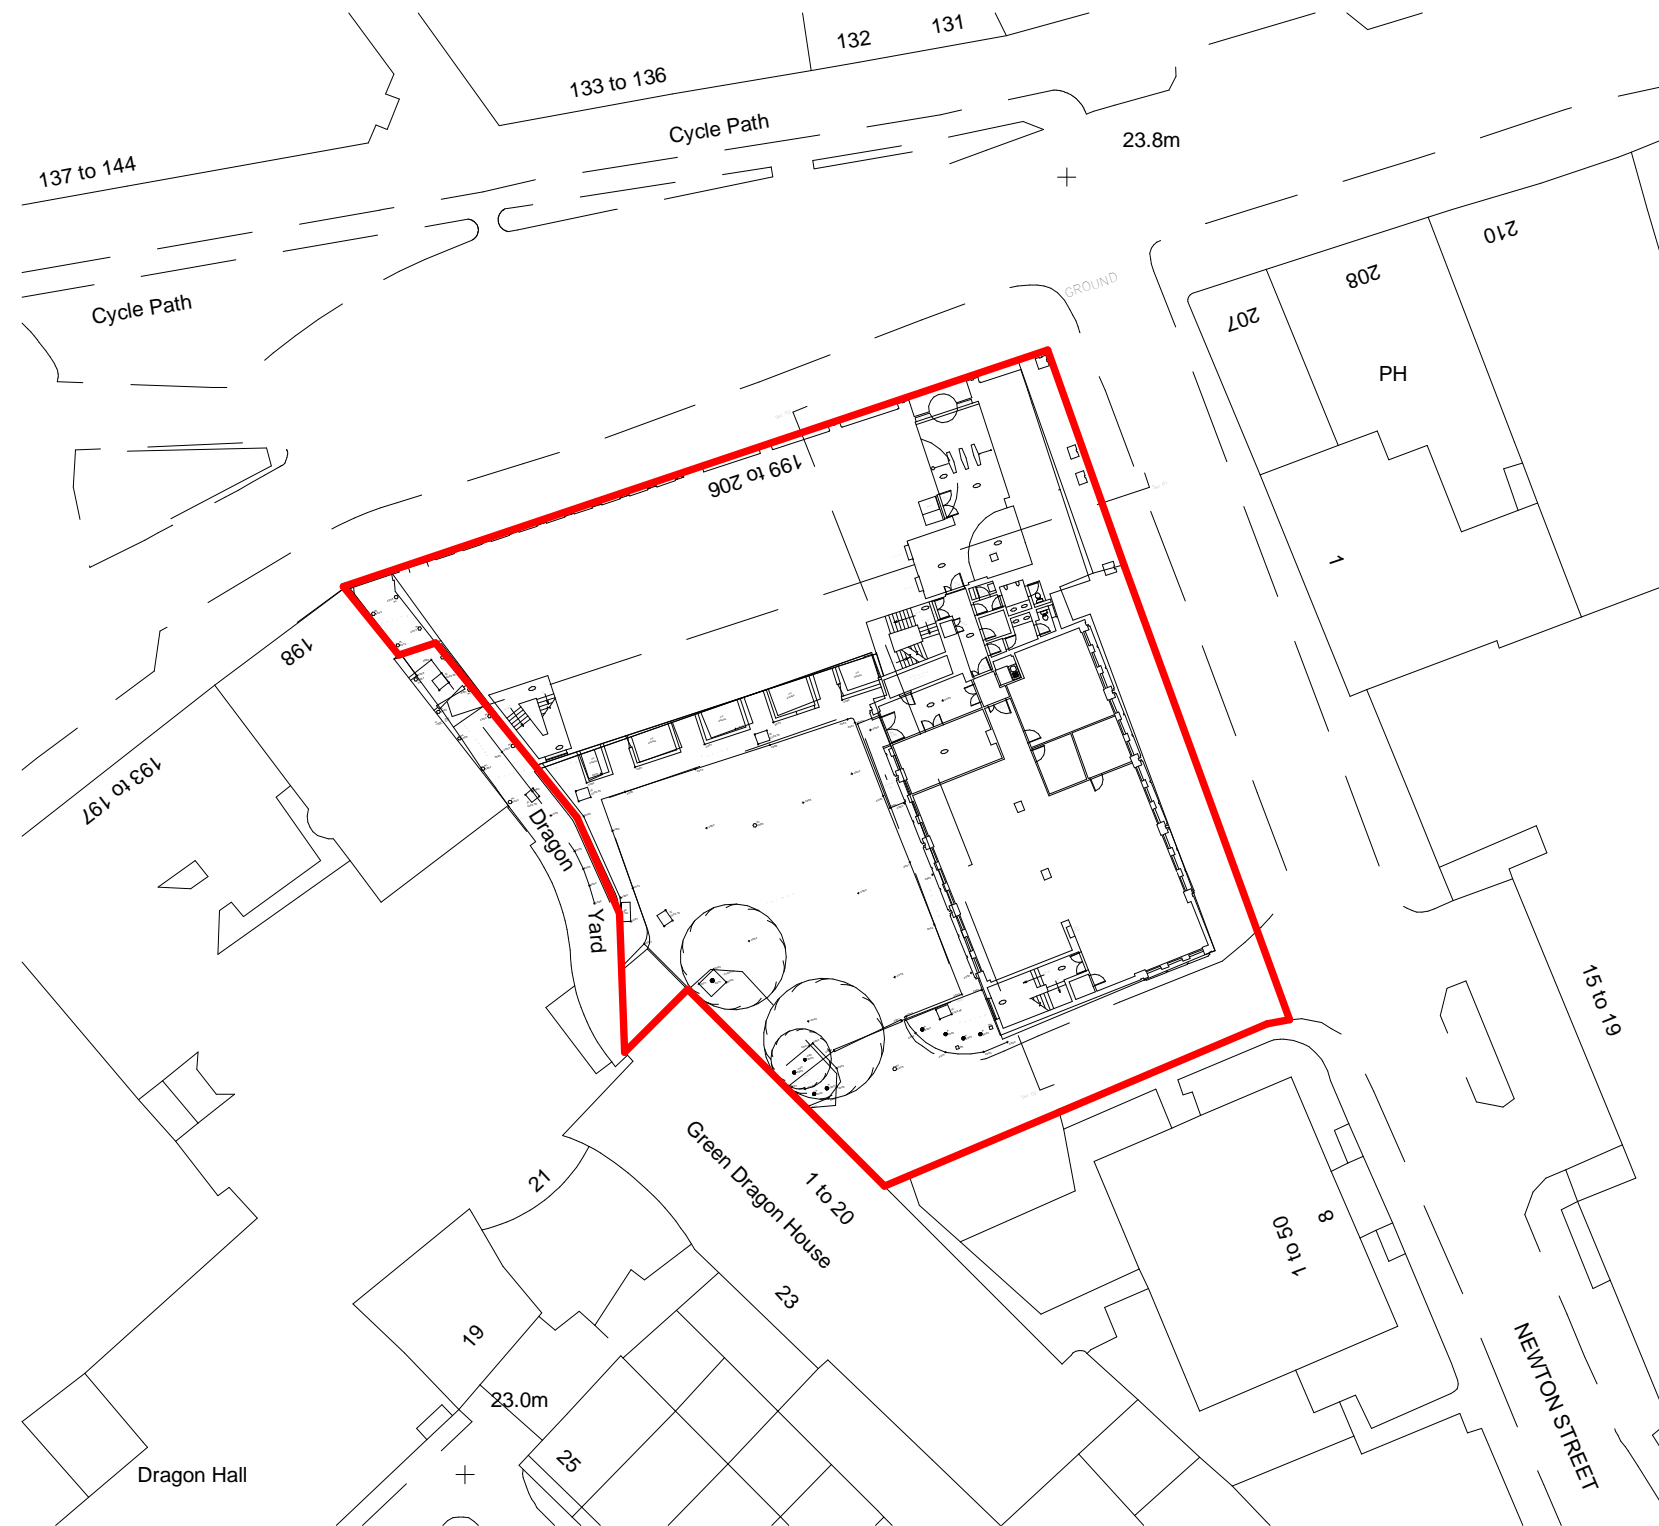 131
132
133 to 136
Cycle Path
23.8m
137 to 144
210
208
GROUND
Cycle Path
207
PH
199 to 206
1
198
193 to 197
Dragon
Yard
15 to 19
Green Dragon House
1 to 20
21
8
1 to 50
23
19
NEWTON STREET
23.0m
25
Dragon Hall